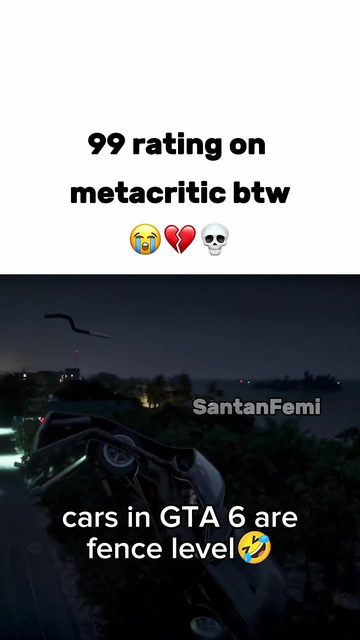 99 rating on
metacritic btw
😭💔💀
SantanFemi
cars in GTA 6 are
fence level🤣